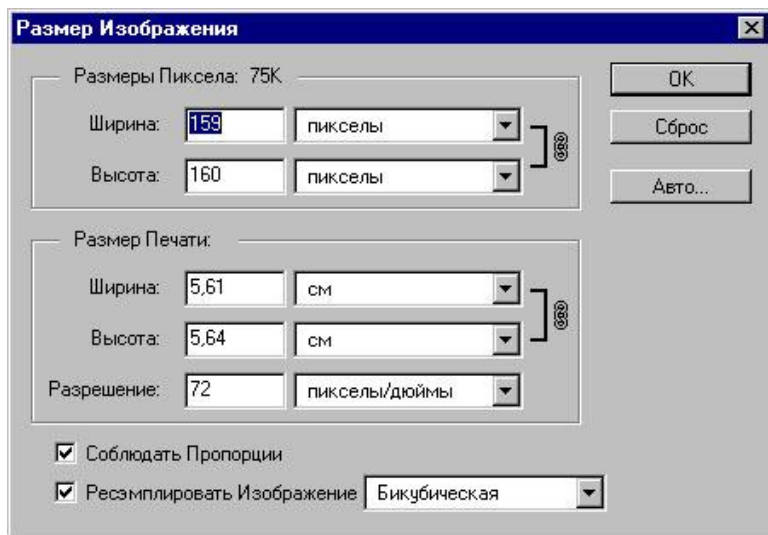 Размер Изображения
Размеры Пиксела: 75K
Ширина: 159 пикселы
Высота: 160 пикселы
OK
Сброс
Авто...
Размер Печати:
Ширина: 5,61 см
Высота: 5,64 см
Разрешение: 72 пикселы/дюймы
Соблюдать Пропорции
Ресэмплировать Изображение Бикубическая